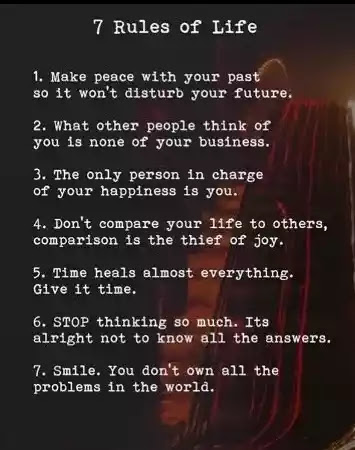 7 Rules of Life
1. Make peace with your past
so it won't disturb your future.
2. What other people think of
you is none of your business.
3. The only person in charge
of your happiness is you.
4. Don't compare your life to others,
comparison is the thief of joy.
5. Time heals almost everything.
Give it time.
6. STOP thinking so much. Its
alright not to know all the answers.
7. Smile. You don't own all the
problems in the world.